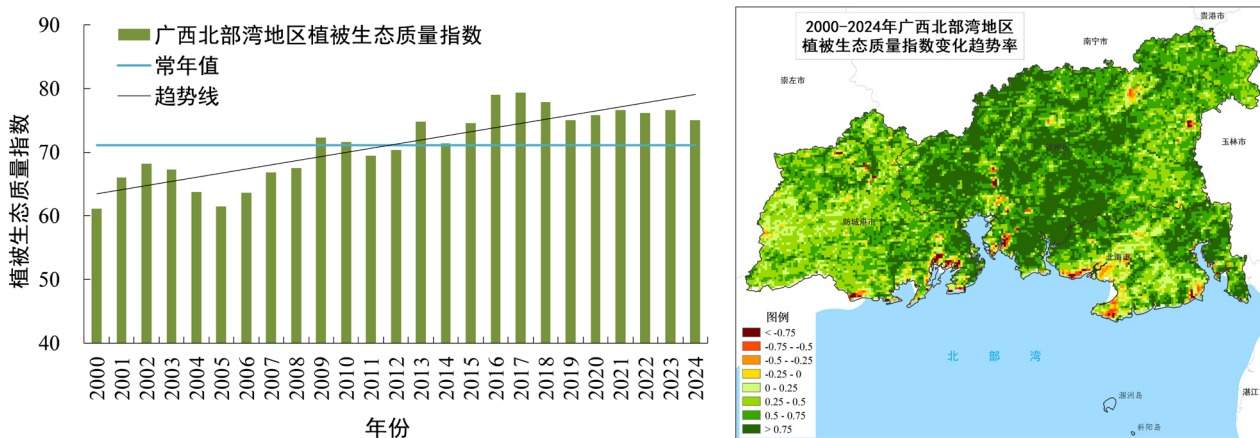 90
80
70
60
50
40
植被生态质量指数
广西北部湾地区植被生态质量指数
常年值
趋势线
2000
2001
2002
2003
2004
2005
2006
2007
2008
2009
2010
2011
2012
2013
2014
2015
2016
2017
2018
2019
2020
2021
2022
2023
2024
年份
2000-2024年广西北部湾地区
植被生态质量指数变化趋势率
贵港市
南宁市
崇左市
玉林市
钦州市
防城港市
北海市
图例
< -0.75
-0.75 - -0.5
-0.5 - -0.25
-0.25 - 0
0 - 0.25
0.25 - 0.5
0.5 - 0.75
> 0.75
北 部 湾
涠洲岛
斜阳岛
湛江市